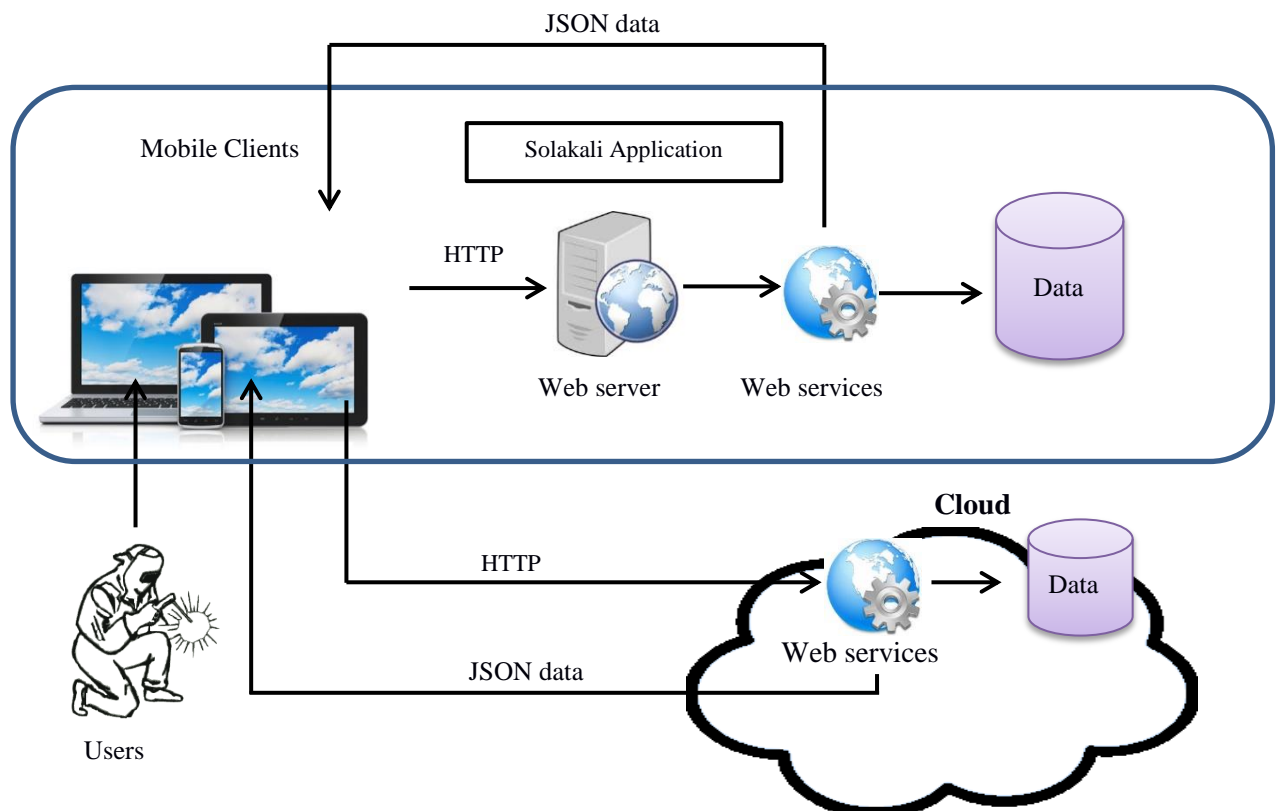 JSON data
Mobile Clients
Solakali Application
HTTP
Data
Web server
Web services
Cloud
HTTP
Data
Web services
JSON data
Users